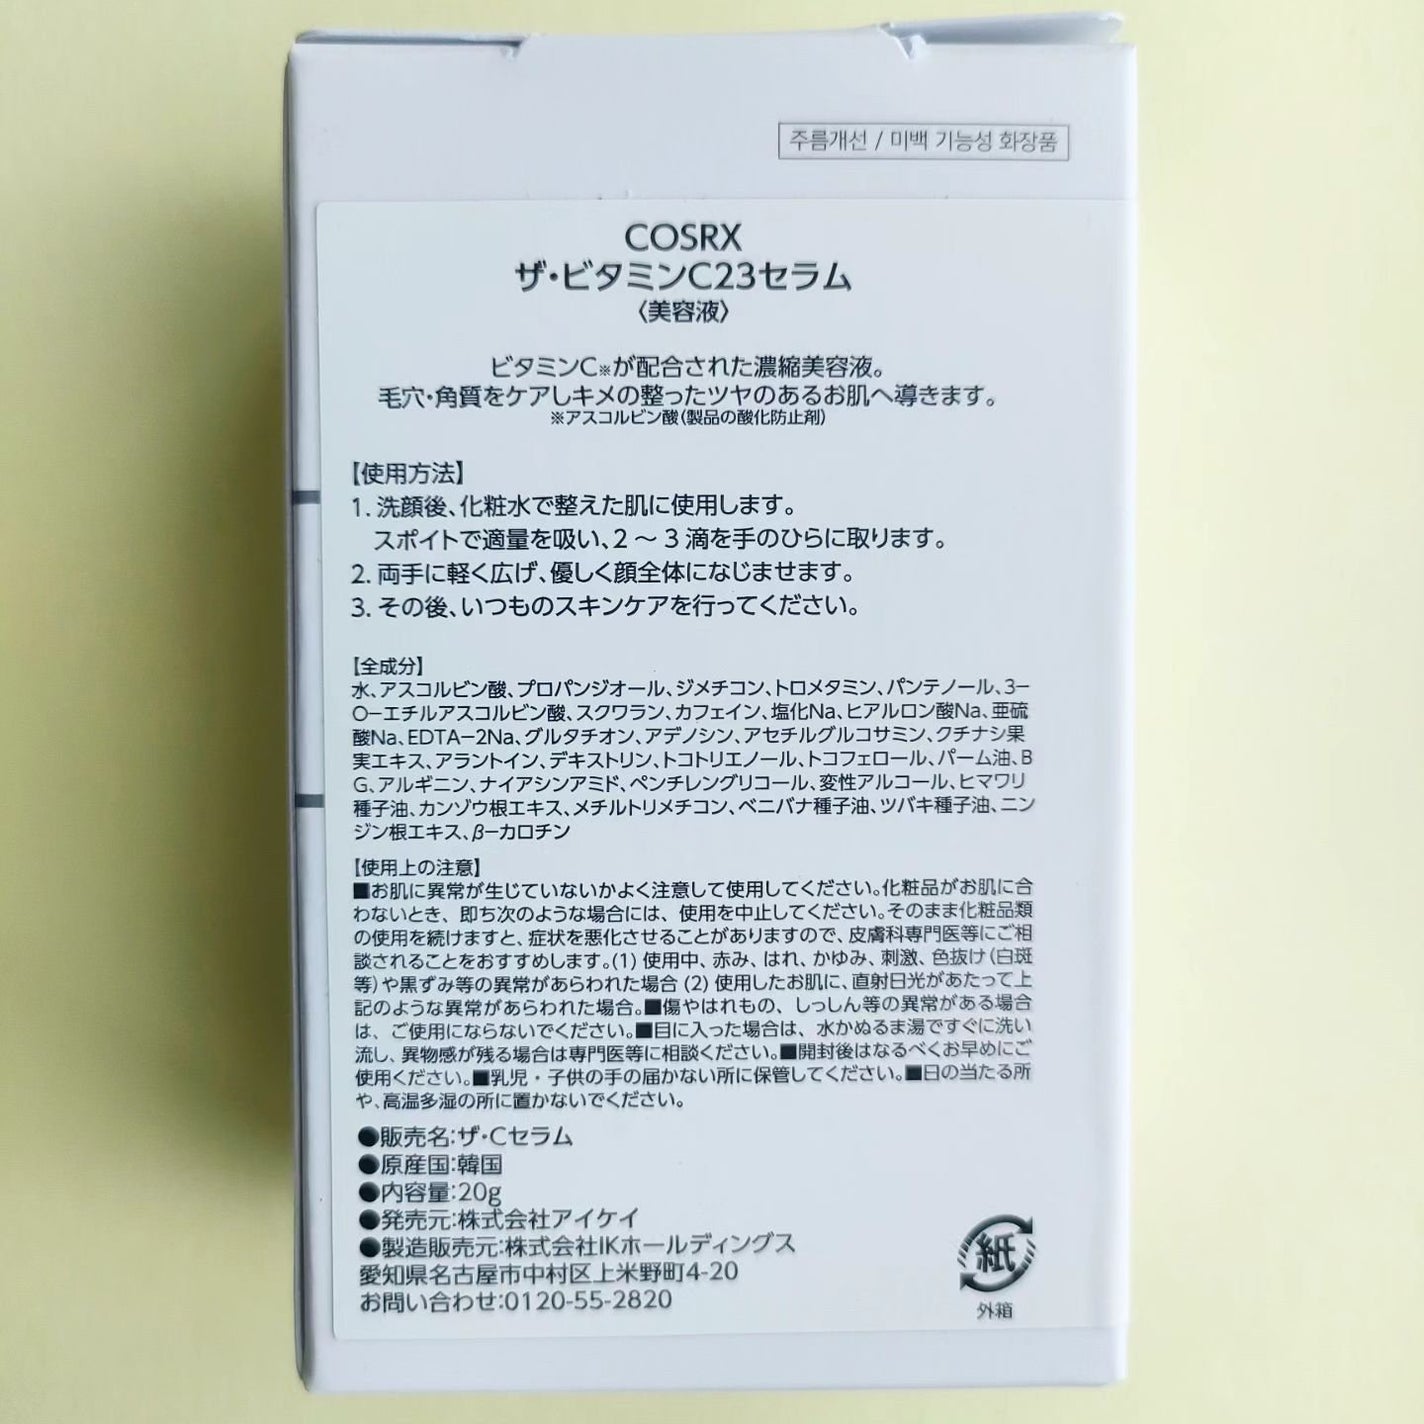 주름개선 / 미백 기능성 화장품
COSRX
ザ・ビタミンC23セラム
〈美容液〉
ビタミンC※が配合された濃縮美容液。
毛穴・角質をケアしキメの整ったツヤのあるお肌へ導きます。
※アスコルビン酸(製品の酸化防止剤)
【使用方法】
1. 洗顔後、化粧水で整えた肌に使用します。
スポイトで適量を吸い、2 〜 3 滴を手のひらに取ります。
2. 両手に軽く広げ、優しく顔全体になじませます。
3. その後、いつものスキンケアを行ってください。
【全成分】
水、アスコルビン酸、プロパンジオール、ジメチコン、トロメタミン、パンテノール、3-
O-エチルアスコルビン酸、スクワラン、カフェイン、塩化Na、ヒアルロン酸Na、亜硫
酸Na、EDTA-2Na、グルタチオン、アデノシン、アセチルグルコサミン、クチナシ果
実エキス、アラントイン、デキストリン、トコトリエノール、トコフェロール、パーム油、B
G、アルギニン、ナイアシンアミド、ペンチレングリコール、変性アルコール、ヒマワリ
種子油、カンゾウ根エキス、メチルトリメチコン、ベニバナ種子油、ツバキ種子油、ニン
ジン根エキス、β-カロチン
【使用上の注意】
■お肌に異常が生じていないかよく注意して使用してください。化粧品がお肌に合
わないとき、即ち次のような場合には、使用を中止してください。そのまま化粧品類
の使用を続けますと、症状を悪化させることがありますので、皮膚科専門医等にご相
談されることをおすすめします。(1) 使用中、赤み、はれ、かゆみ、刺激、色抜け(白斑
等)や黒ずみ等の異常があらわれた場合 (2) 使用したお肌に、直射日光があたって上
記のような異常があらわれた場合。■傷やはれもの、しっしん等の異常がある場合
は、ご使用にならないでください。■目に入った場合は、水かぬるま湯ですぐに洗い
流し、異物感が残る場合は専門医等に相談ください。■開封後はなるべくお早めにご
使用ください。■乳児・子供の手の届かない所に保管してください。■日の当たる所
や、高温多湿の所に置かないでください。
●販売名:ザ・Cセラム
●原産国:韓国
●内容量:20g
●発売元:株式会社アイケイ
●製造販売元:株式会社IKホールディングス
愛知県名古屋市中村区上米野町4-20
お問い合わせ:0120-55-2820
紙
外箱